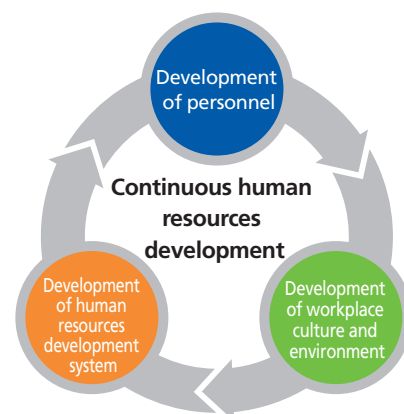 Development
of personnel
Continuous human
resources
development
Development
of human
resources
development
system
Development
of workplace
culture and
environment